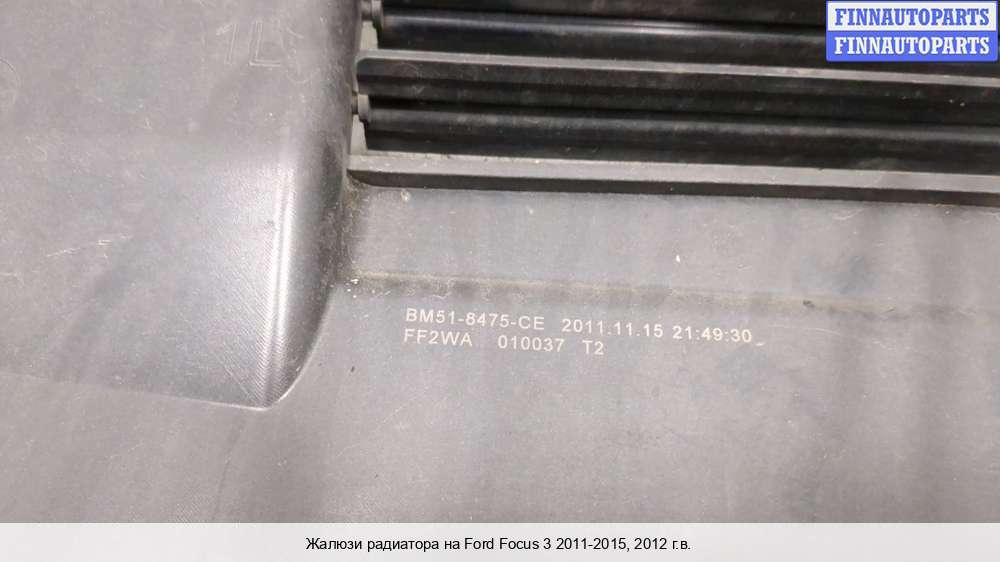 FINNAUTOPARTS
FINNAUTOPARTS
BM51-8475-CE 2011.11.15 21:49:30
FF2WA 010037 T2
Жалюзи радиатора на Ford Focus 3 2011-2015, 2012 г.в.